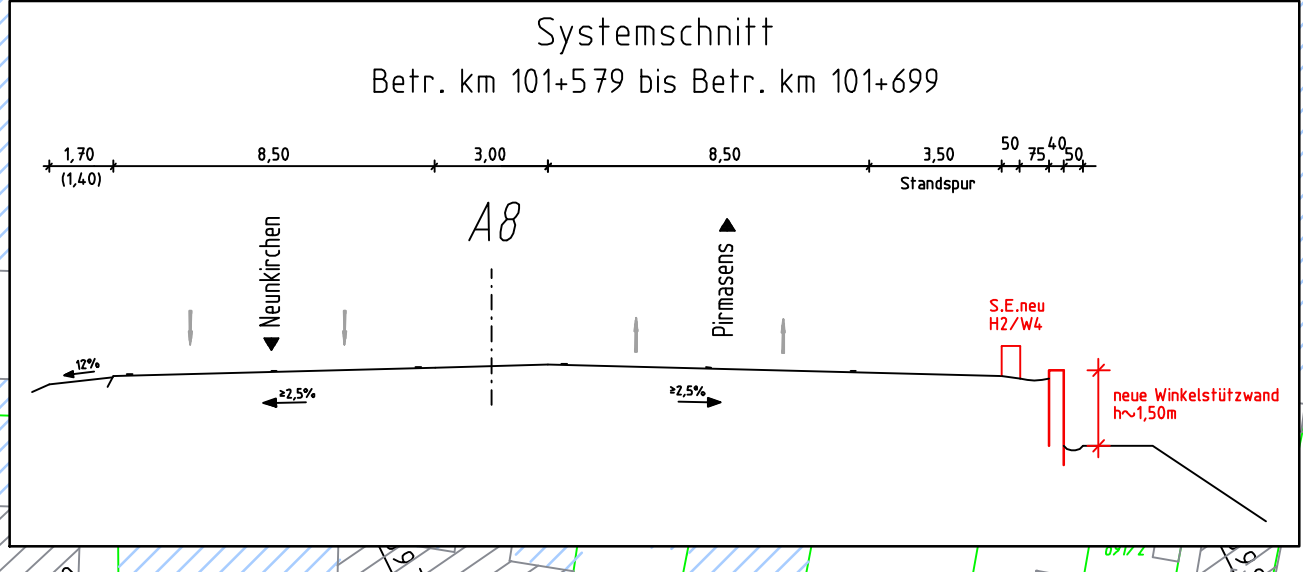 Systemschnitt
Betr. km 101+579 bis Betr. km 101+699
1,70 8,50 3,00 8,50 3,50 50 75 40 50
(1,40) Standspur
A8
Neunkirchen
Pirmasens
S.E.neu
H2/W4
12%
≥2,5% ≥2,5%
neue Winkelstützwand
h~1,50m
691/2